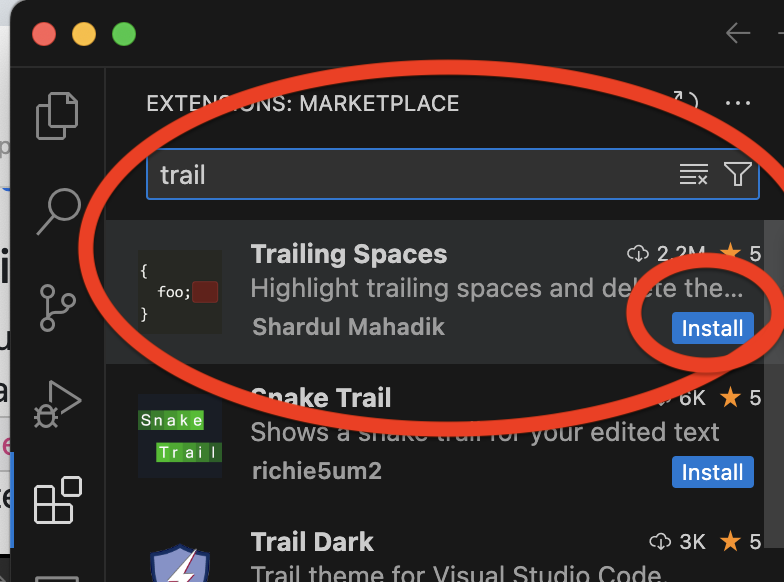 EXTENSIONS: MARKETPLACE
trail
{
foo;
}
Trailing Spaces
2.2M
5
Highlight trailing spaces and delete the...
Shardul Mahadik
Install
Snake
Trail
Snake Trail
6K
5
Shows a snake trail for your edited text
richie5um2
Install
Trail Dark
3K
5
Trail theme for Visual Studio Code.